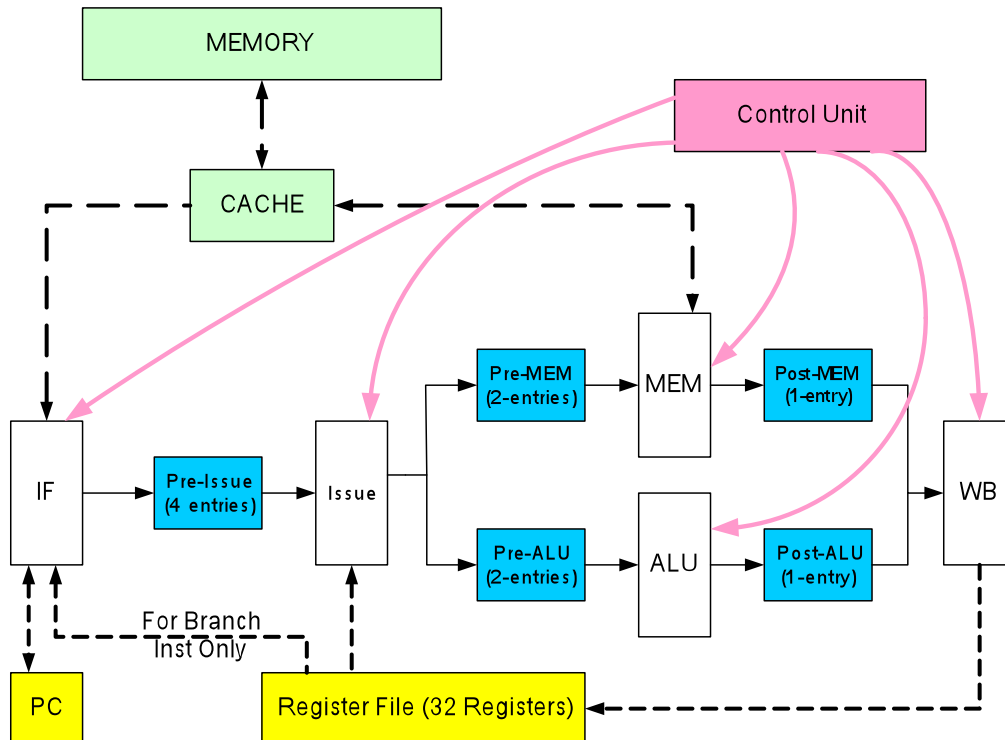 MEMORY
Control Unit
CACHE
Pre-MEM
(2-entries)
MEM
Post-MEM
(1-entry)
IF
Pre-Issue
(4 entries)
Issue
WB
Pre-ALU
(2-entries)
ALU
Post-ALU
(1-entry)
For Branch
Inst Only
PC
Register File (32 Registers)